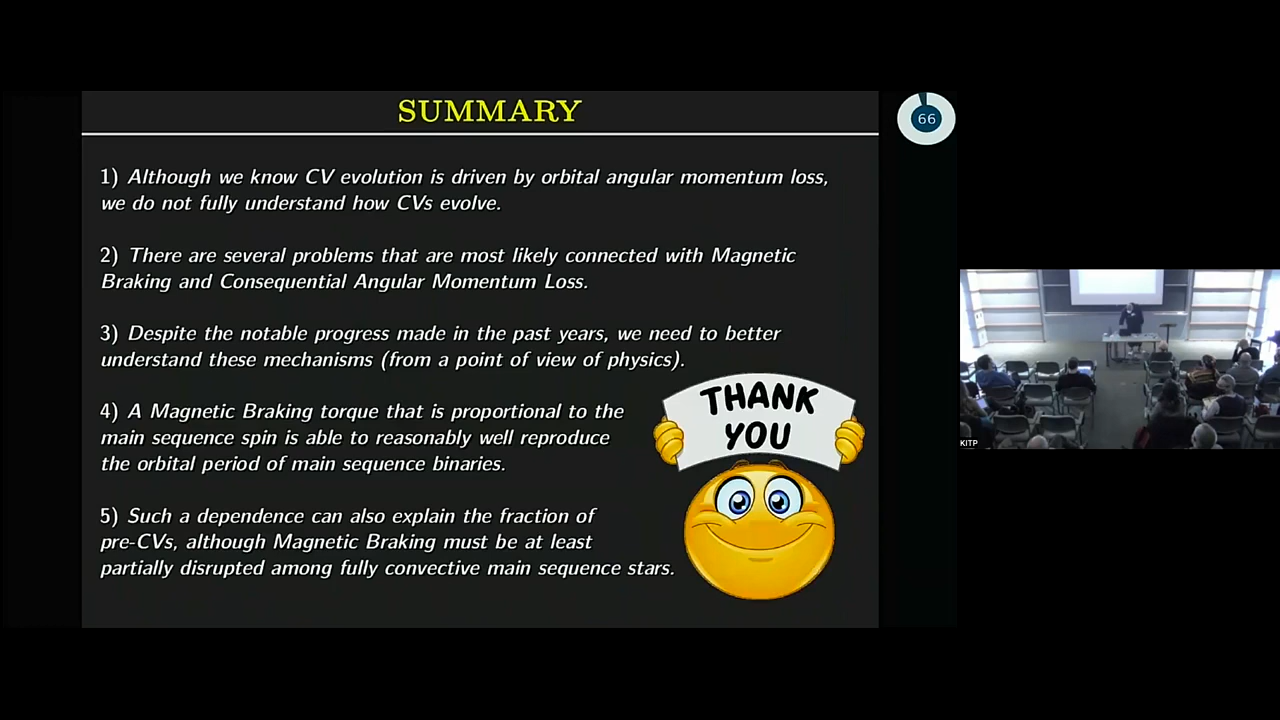 SUMMARY
66
1) Although we know CV evolution is driven by orbital angular momentum loss,
we do not fully understand how CVs evolve.
2) There are several problems that are most likely connected with Magnetic
Braking and Consequential Angular Momentum Loss.
3) Despite the notable progress made in the past years, we need to better
understand these mechanisms (from a point of view of physics).
4) A Magnetic Braking torque that is proportional to the
main sequence spin is able to reasonably well reproduce
the orbital period of main sequence binaries.
THANK
YOU
5) Such a dependence can also explain the fraction of
pre-CVs, although Magnetic Braking must be at least
partially disrupted among fully convective main sequence stars.
KITP